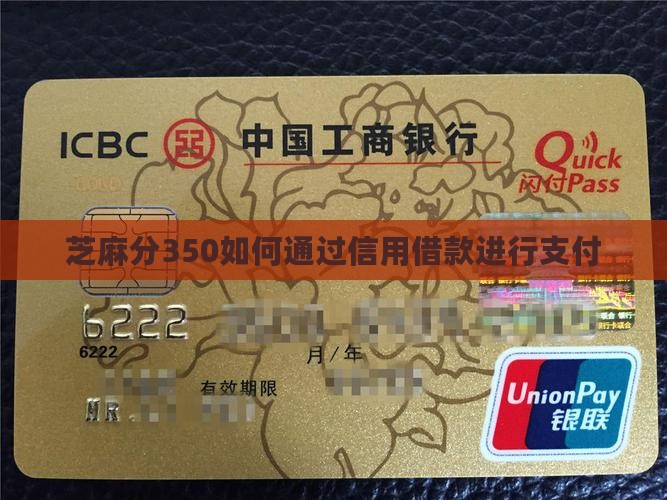 ICBC 中国工商银行
Quick
闪付Pass
芝麻分350如何通过信用借款进行支付
6222
6222
月/年
有效期限
MR.
UnionPay
银联